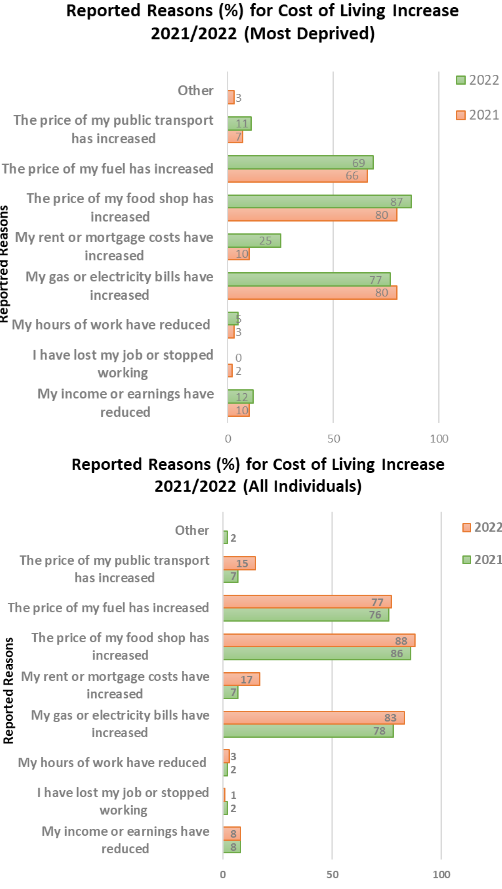 Reported Reasons (%) for Cost of Living Increase
2021/2022 (Most Deprived)
2022
2021
Reportred Reasons
Other
3
The price of my public transport
has increased
11
7
The price of my fuel has increased
69
66
The price of my food shop has
increased
87
80
My rent or mortgage costs have
increased
25
10
My gas or electricity bills have
increased
77
80
My hours of work have reduced
5
3
I have lost my job or stopped
working
0
2
My income or earnings have
reduced
12
10
0
50
100
Reported Reasons (%) for Cost of Living Increase
2021/2022 (All Individuals)
2022
2021
Reported Reasons
Other
2
The price of my public transport
has increased
15
7
The price of my fuel has increased
77
76
The price of my food shop has
increased
88
86
My rent or mortgage costs have
increased
17
7
My gas or electricity bills have
increased
83
78
My hours of work have reduced
3
2
I have lost my job or stopped
working
1
2
My income or earnings have
reduced
8
8
0
50
100